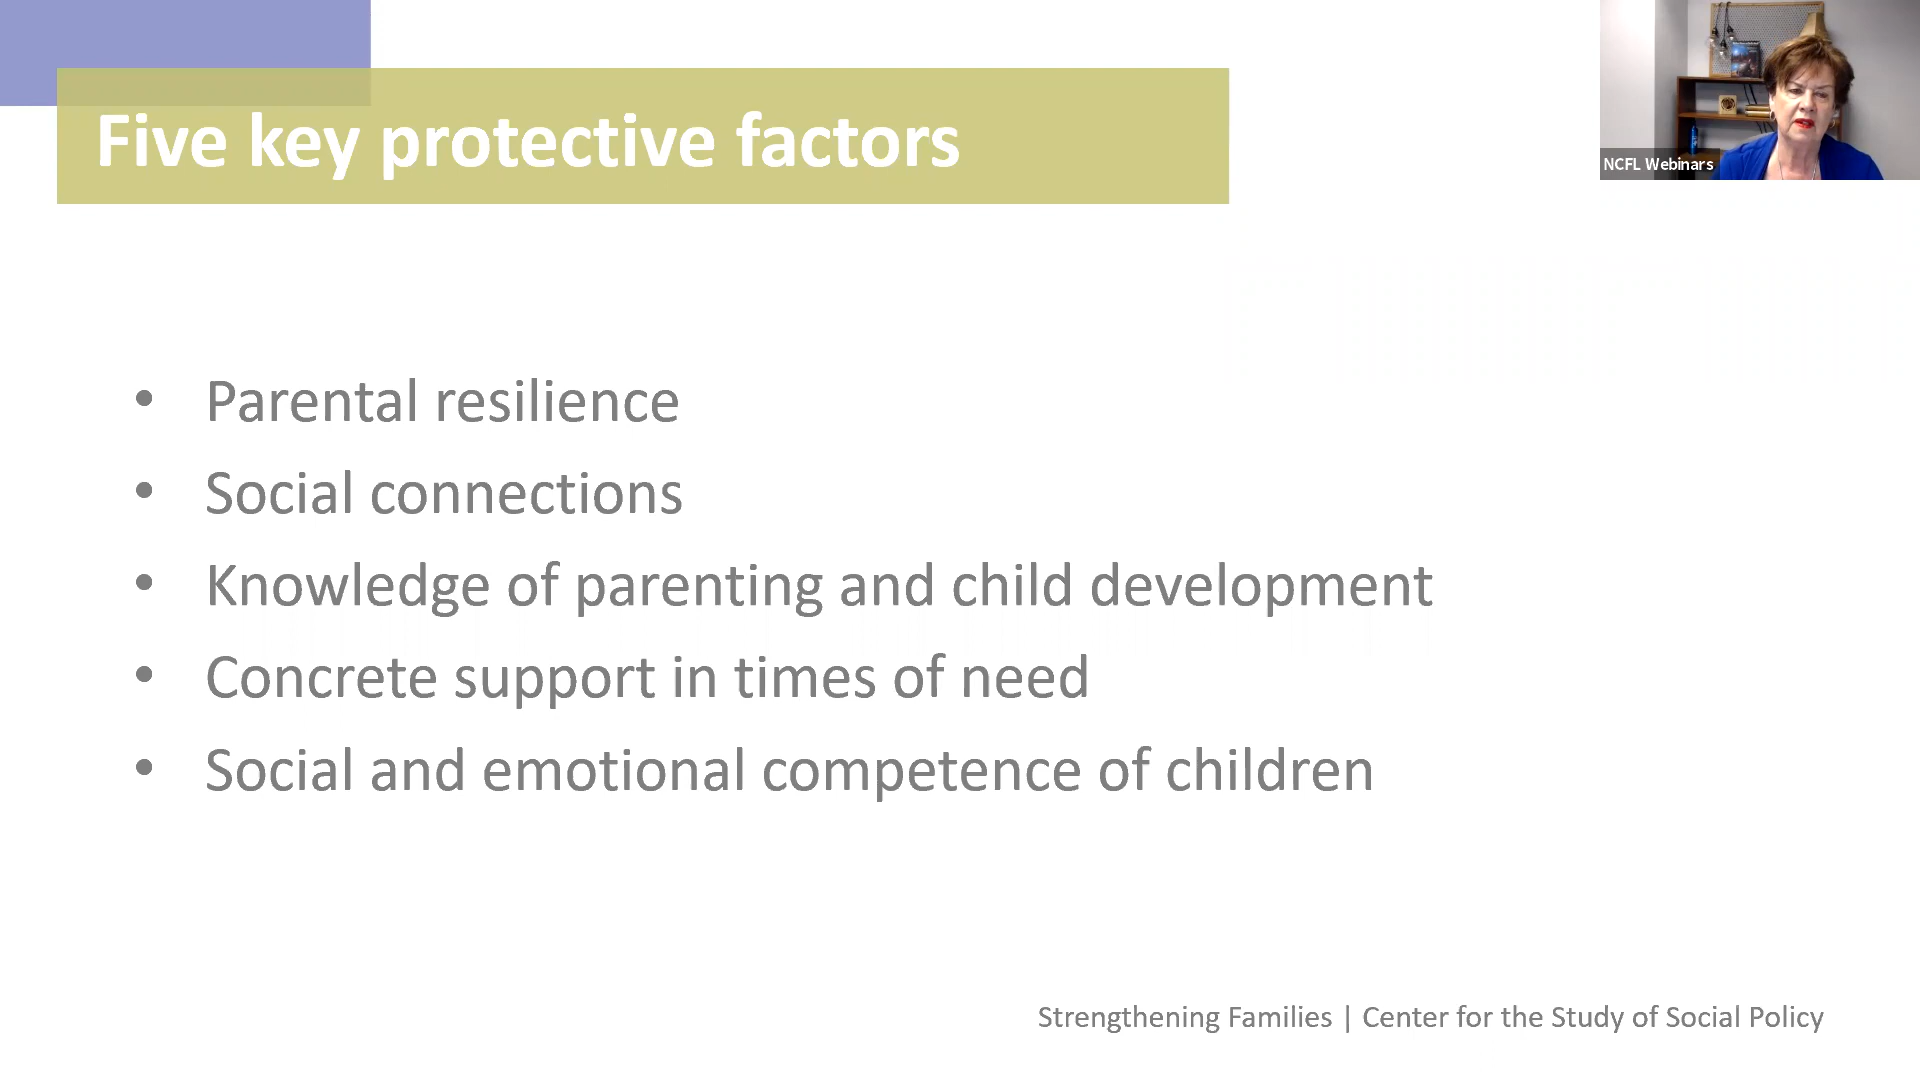 Five key protective factors
NCFL Webinars
• Parental resilience
• Social connections
• Knowledge of parenting and child development
• Concrete support in times of need
• Social and emotional competence of children
Strengthening Families | Center for the Study of Social Policy